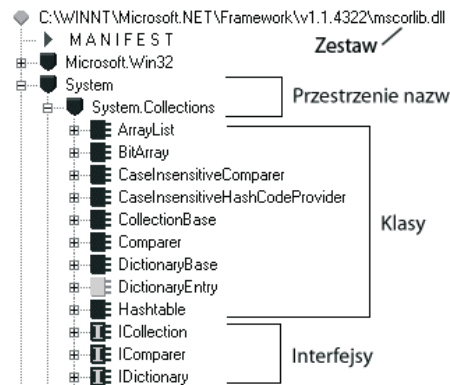 C:\WINNT\Microsoft.NET\Framework\v1.1.4322\mscorlib.dll
MANIFEST
Zestaw
Microsoft.Win32
System
Przestrzenie nazw
System.Collections
ArrayList
BitArray
CaseInsensitiveComparer
CaseInsensitiveHashCodeProvider
CollectionBase
Klasy
Comparer
DictionaryBase
DictionaryEntry
Hashtable
ICollection
IComparer
Interfejsy
IDictionary